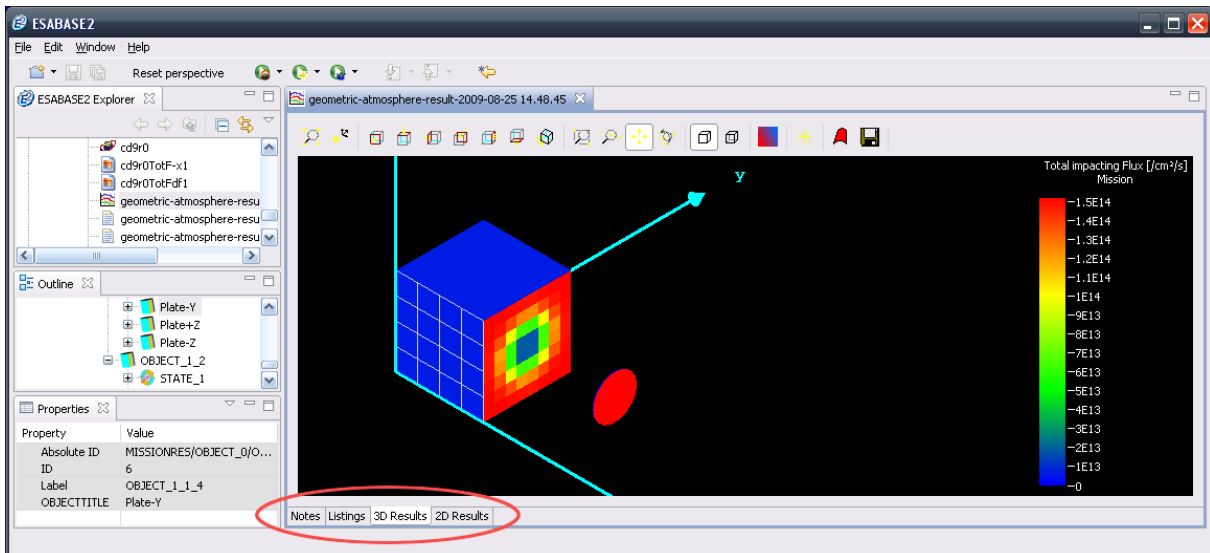 ESABASE2
File Edit Window Help
Reset perspective
ESABASE2 Explorer
cd9r0
cd9r0TotF-x1
cd9r0TotFdf1
geometric-atmosphere-resu
geometric-atmosphere-resu
geometric-atmosphere-resu
Outline
Plate-Y
Plate+Z
Plate-Z
OBJECT_1_2
STATE_1
Properties
Property Value
Absolute ID MISSIONRES/OBJECT_0/O...
ID 6
Label OBJECT_1_1_4
OBJECTTITLE Plate-Y
geometric-atmosphere-result-2009-08-25 14.48.45
z
y
Total impacting Flux [/cm²/s]
Mission
1.5E14
1.4E14
1.3E14
1.2E14
1.1E14
1E14
9E13
8E13
7E13
6E13
5E13
4E13
3E13
2E13
1E13
0
Notes Listings 3D Results 2D Results